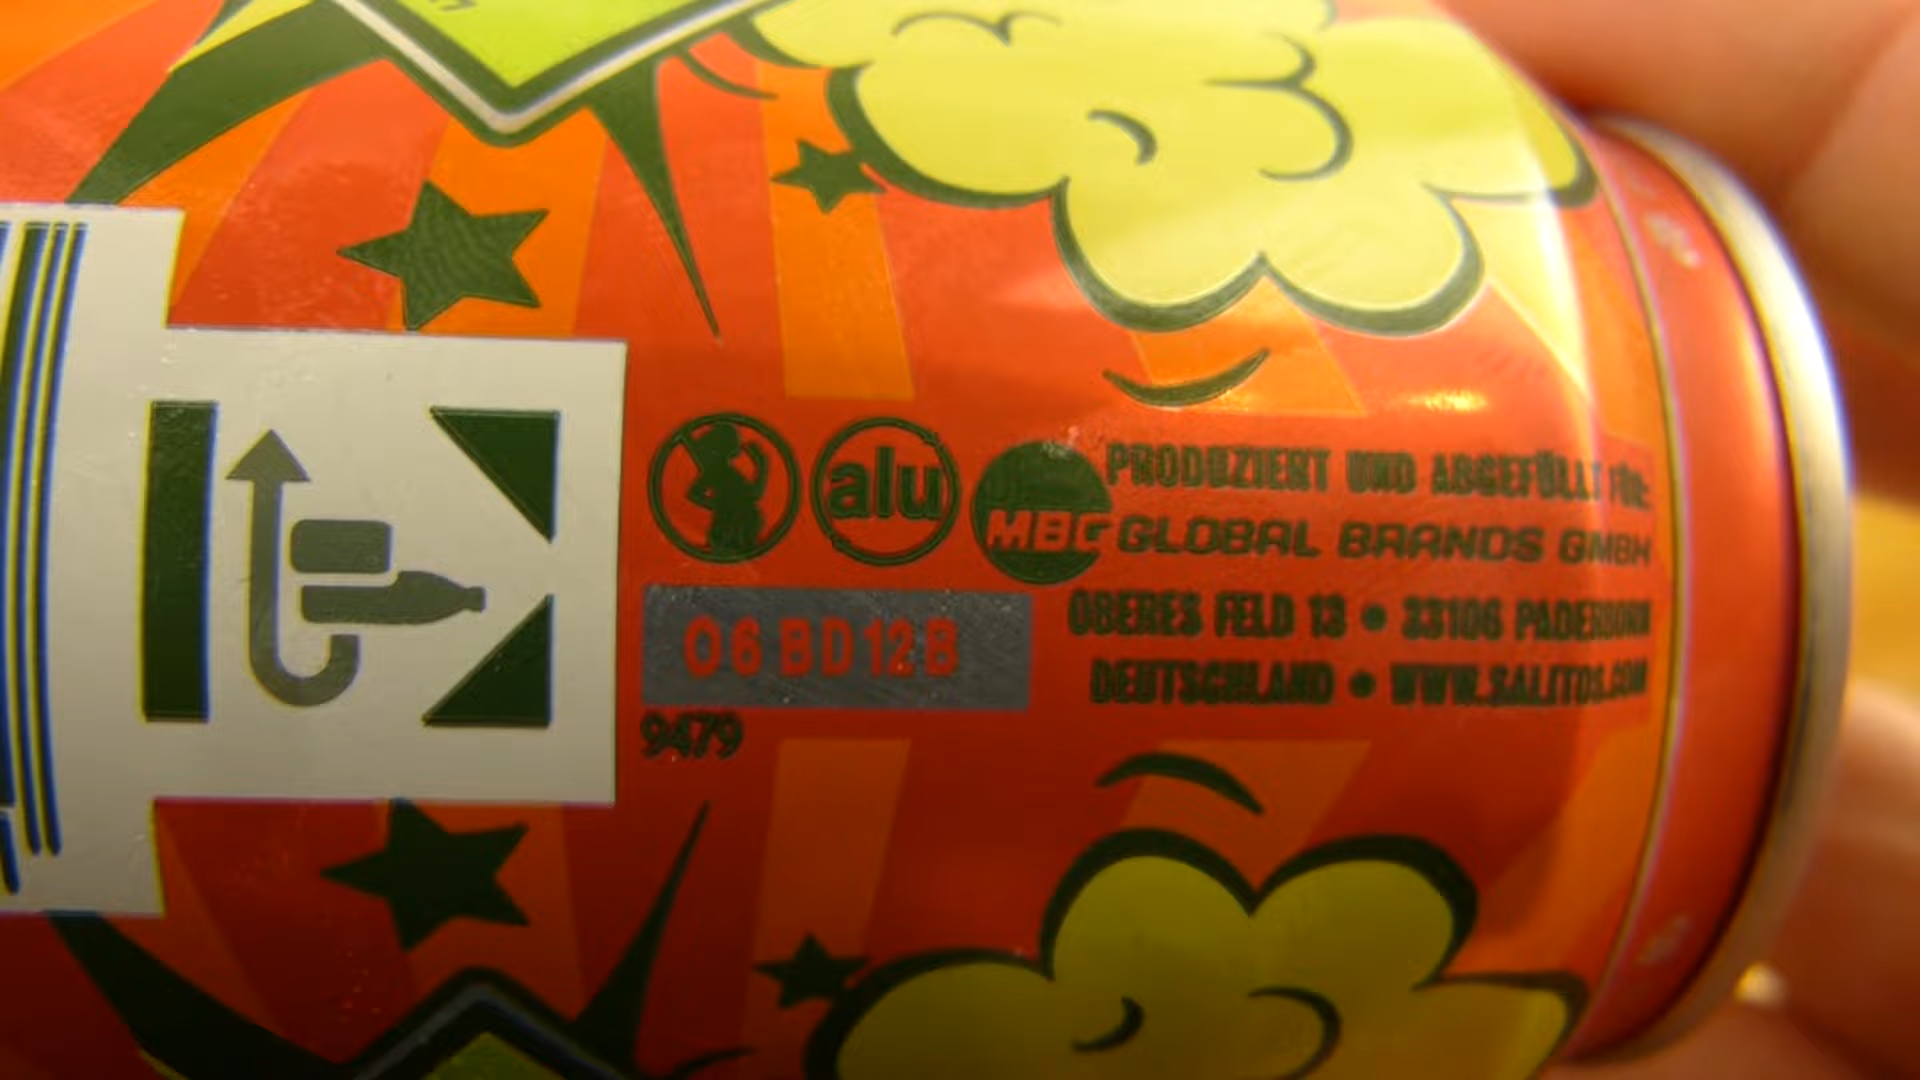 alu
MBG
PRODUZIERT UND ABGEFÜLLT FÜR:
GLOBAL BRANDS GMBH
OBERES FELD 13 • 33106 PADERBORN
DEUTSCHLAND • WWW.SALITOS.COM
06BD12B
9479